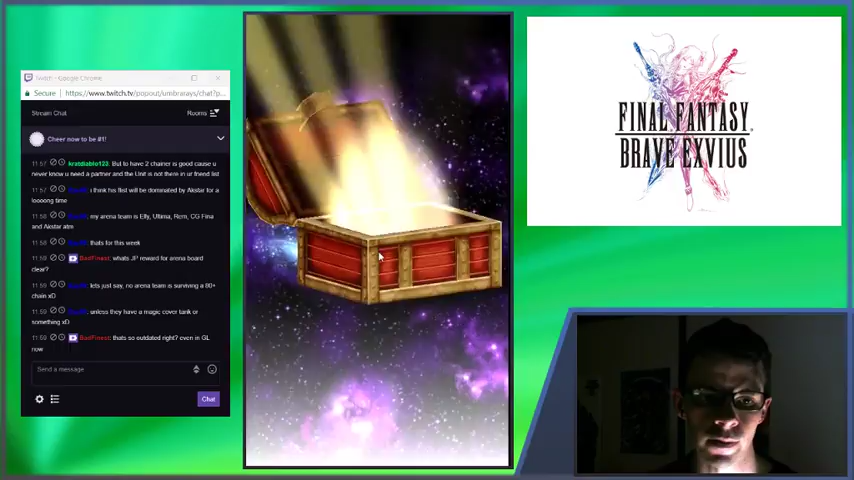 Twitch - Google Chrome
Secure
https://www.twitch.tv/popout/umbrarays/chat?p...
Stream Chat
Rooms
Cheer now to be #1!
11:57 kratdiablo123: But to have 2 chainer is good cause u
never know u need a partner and the Unit is not there in ur friend list
11:57 i think his fist will be dominated by Akstar for a
loooong time
11:58 my arena team is Elly, Ultima, Rem, CG Fina
and Akstar atm
11:58 thats for this week
11:58 BadFinest: whats JP reward for arena board
clear?
11:59 lets just say, no arena team is surviving a 80+
chain xD
11:59 unless they have a magic cover tank or
something xD
11:59 BadFinest: thats so outdated right? even in GL
now
Send a message
Chat
FINAL FANTASY
BRAVE EXVIUS